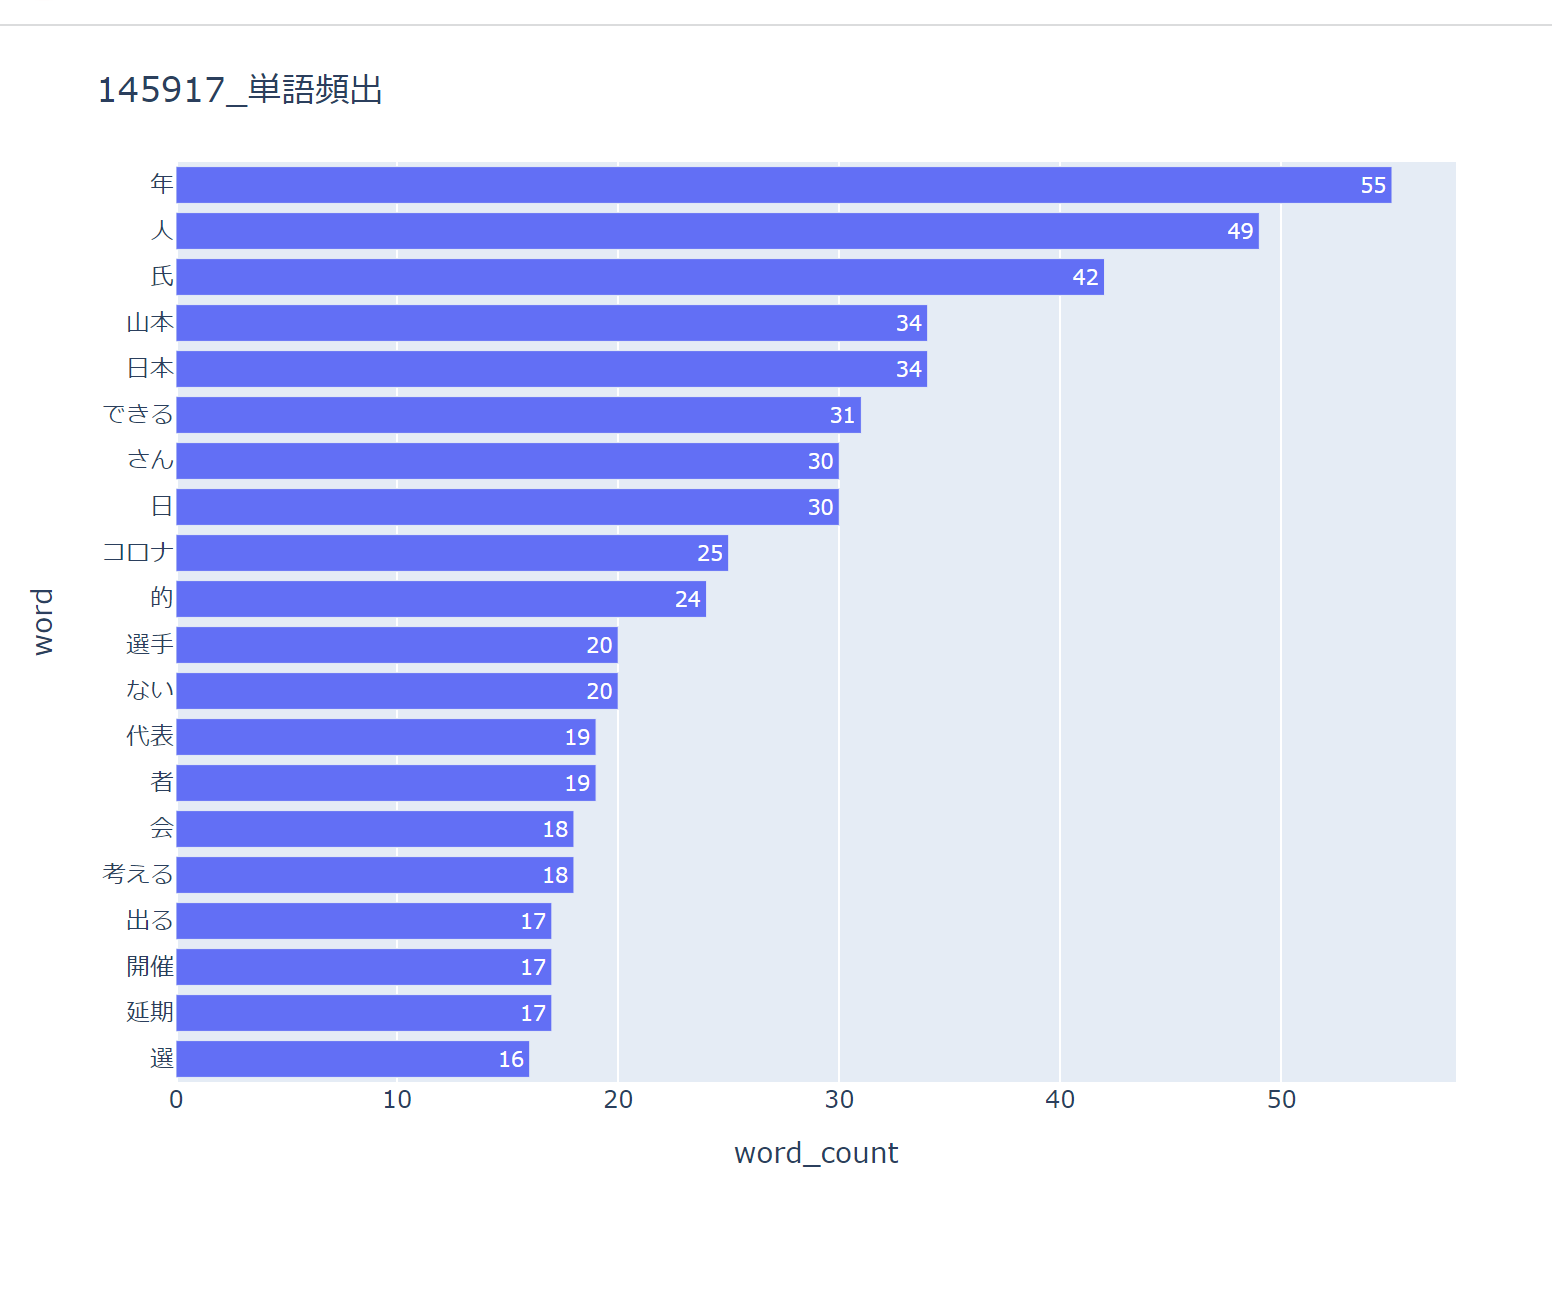 145917_単語頻出
年 55
人 49
氏 42
山本 34
日本 34
できる 31
さん 30
日 30
コロナ 25
的 24
選手 20
ない 20
代表 19
者 19
会 18
考える 18
出る 17
開催 17
延期 17
選 16
word
0 10 20 30 40 50
word_count